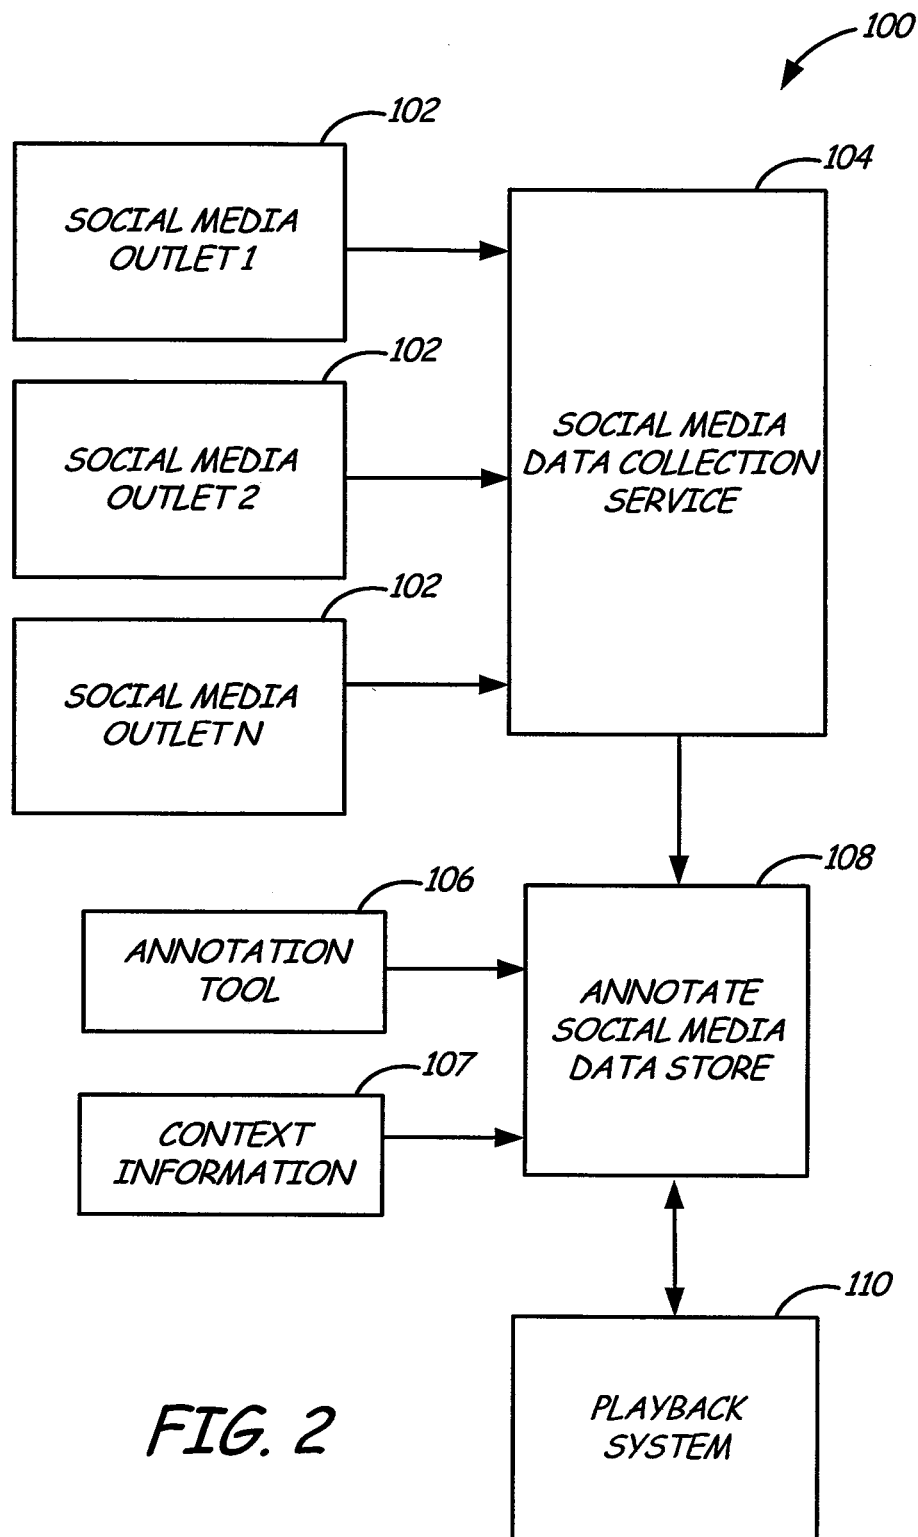 100
102
SOCIAL MEDIA
OUTLET 1
104
SOCIAL MEDIA
DATA COLLECTION
SERVICE
102
SOCIAL MEDIA
OUTLET 2
102
SOCIAL MEDIA
OUTLET N
106
ANNOTATION
TOOL
108
ANNOTATE
SOCIAL MEDIA
DATA STORE
107
CONTEXT
INFORMATION
110
PLAYBACK
SYSTEM
FIG. 2